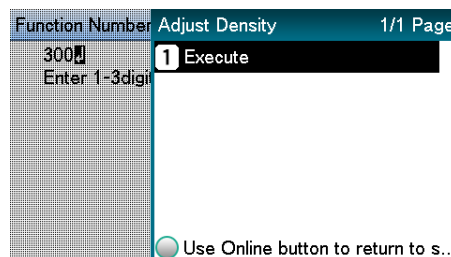 Function Number
300
Enter 1-3digi
Adjust Density 1/1 Page
1 Execute
Use Online button to return to s..